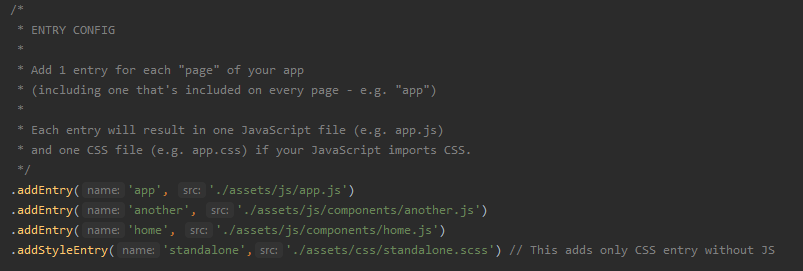 /*
* ENTRY CONFIG
*
* Add 1 entry for each "page" of your app
* (including one that's included on every page - e.g. "app")
*
* Each entry will result in one JavaScript file (e.g. app.js)
* and one CSS file (e.g. app.css) if your JavaScript imports CSS.
*/
.addEntry( name: 'app', src: './assets/js/app.js')
.addEntry( name: 'another', src: './assets/js/components/another.js')
.addEntry( name: 'home', src: './assets/js/components/home.js')
.addStyleEntry( name: 'standalone', src: './assets/css/standalone.scss') // This adds only CSS entry without JS